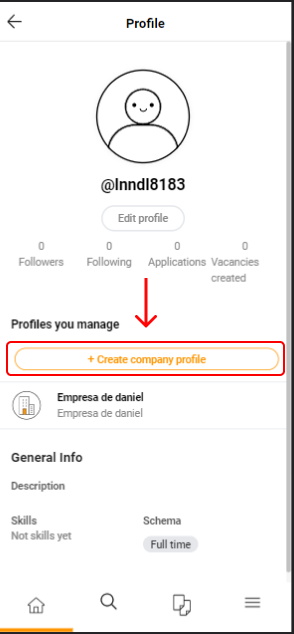 Profile
@lnndl8183
Edit profile
0 0 0 0
Followers Following Applications Vacancies
created
Profiles you manage
+ Create company profile
Empresa de daniel
Empresa de daniel
General Info
Description
Skills Schema
Not skills yet Full time